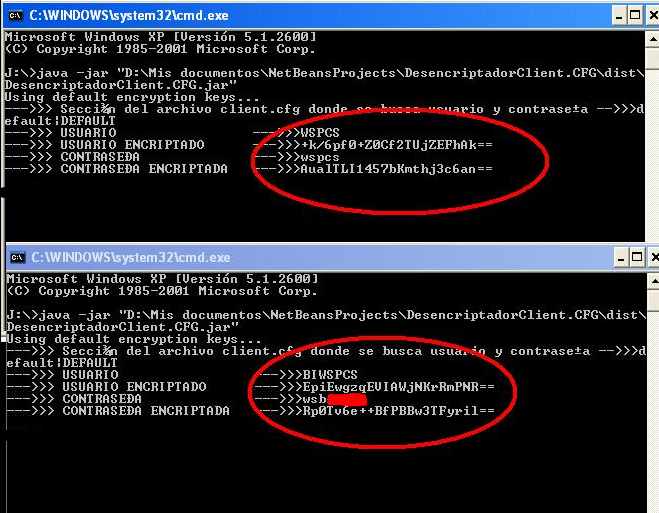 C:\WINDOWS\system32\cmd.exe
Microsoft Windows XP [Versión 5.1.2600]
(C) Copyright 1985-2001 Microsoft Corp.
J:\>java -jar "D:\Mis documentos\NetBeansProjects\DesencriptadorClient.CFG\dist\
DesencriptadorClient.CFG.jar"
Using default encryption keys...
--->>> Secci¾n del archivo client.cfg donde se busca usuario y contrase±a -->>>d
efault|DEFAULT
--->>> USUARIO --->>>WSPCS
--->>> USUARIO ENCRIPTADO --->>>+k/6pf0+Z0Cf2TUjZEFhAk==
--->>> CONTRASEÐA --->>>wspcs
--->>> CONTRASEÐA ENCRIPTADA --->>>AualTLI1457bKmthj3c6an==
C:\WINDOWS\system32\cmd.exe
Microsoft Windows XP [Versión 5.1.2600]
(C) Copyright 1985-2001 Microsoft Corp.
J:\>java -jar "D:\Mis documentos\NetBeansProjects\DesencriptadorClient.CFG\dist\
DesencriptadorClient.CFG.jar"
Using default encryption keys...
--->>> Secci¾n del archivo client.cfg donde se busca usuario y contrase±a -->>>d
efault|DEFAULT
--->>> USUARIO --->>>BIWSPCS
--->>> USUARIO ENCRIPTADO --->>>EpiEwgzqEUIAWjNKrRmPNR==
--->>> CONTRASEÐA --->>>wsb
--->>> CONTRASEÐA ENCRIPTADA --->>>Rp0Tv6e++BfPBBw3TFyril==